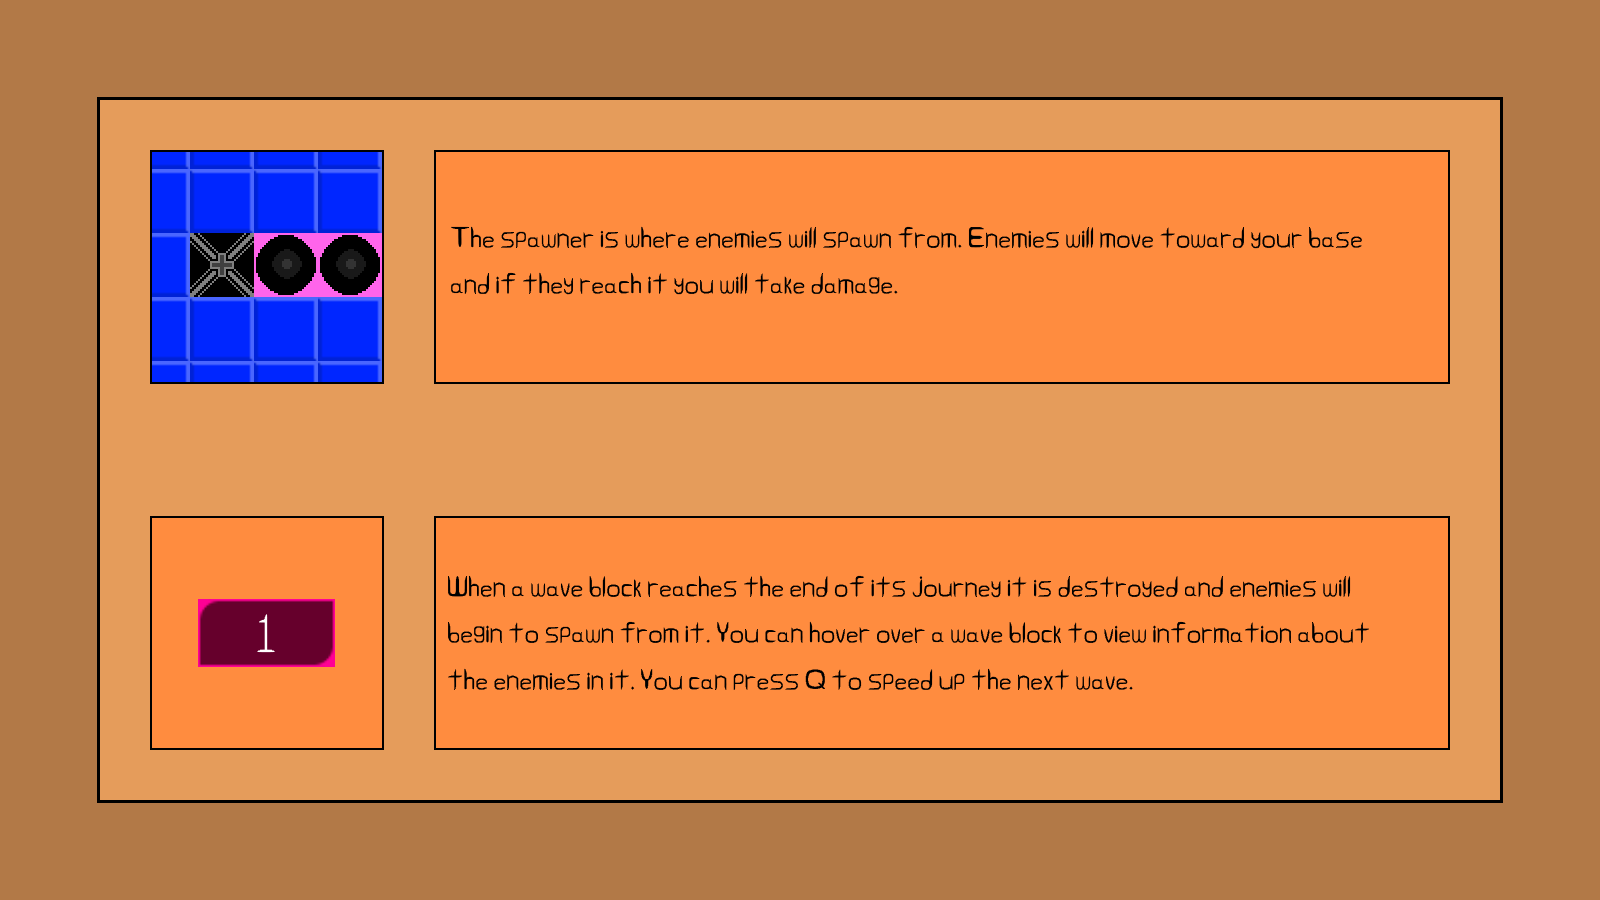 The spawner is where enemies will spawn from. Enemies will move toward your base
and if they reach it you will take damage.
1
When a wave block reaches the end of its journey it is destroyed and enemies will
begin to spawn from it. You can hover over a wave block to view information about
the enemies in it. You can press Q to speed up the next wave.